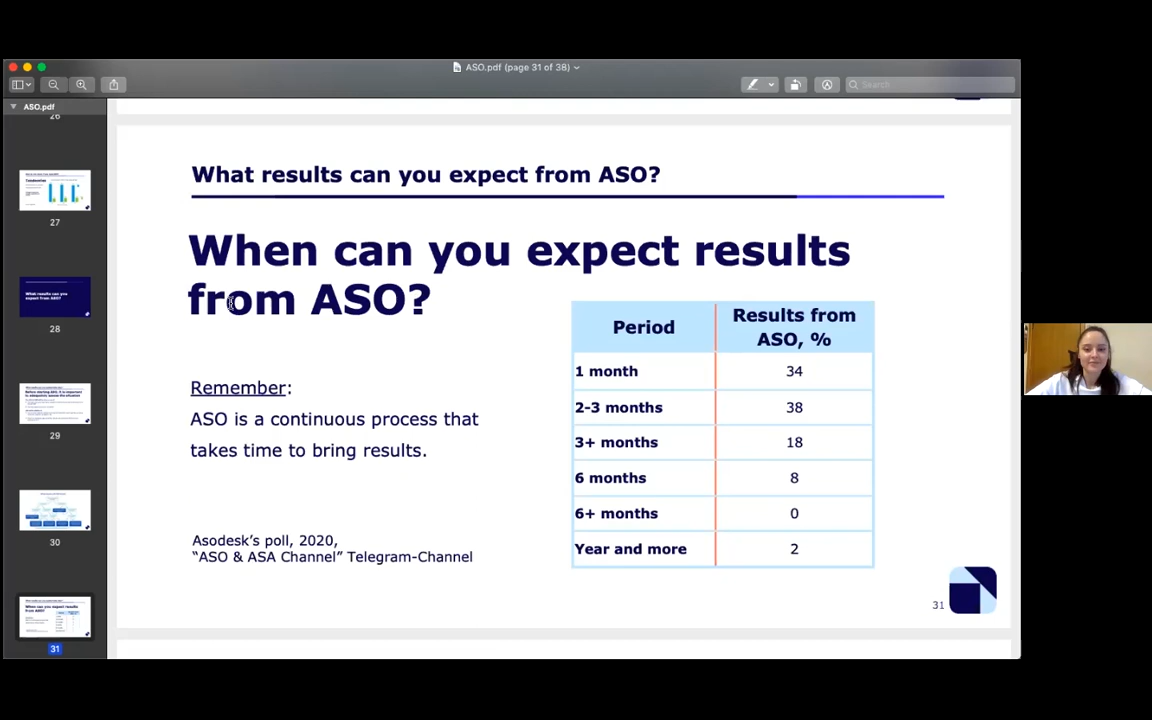 ASO.pdf (page 31 of 38)
Search
ASO.pdf
26
27
28
29
30
31
What results can you expect from ASO?
When can you expect results
from ASO?
Remember:
ASO is a continuous process that
takes time to bring results.
Asodesk's poll, 2020,
“ASO & ASA Channel” Telegram-Channel
Period Results from ASO, %
1 month 34
2-3 months 38
3+ months 18
6 months 8
6+ months 0
Year and more 2
31